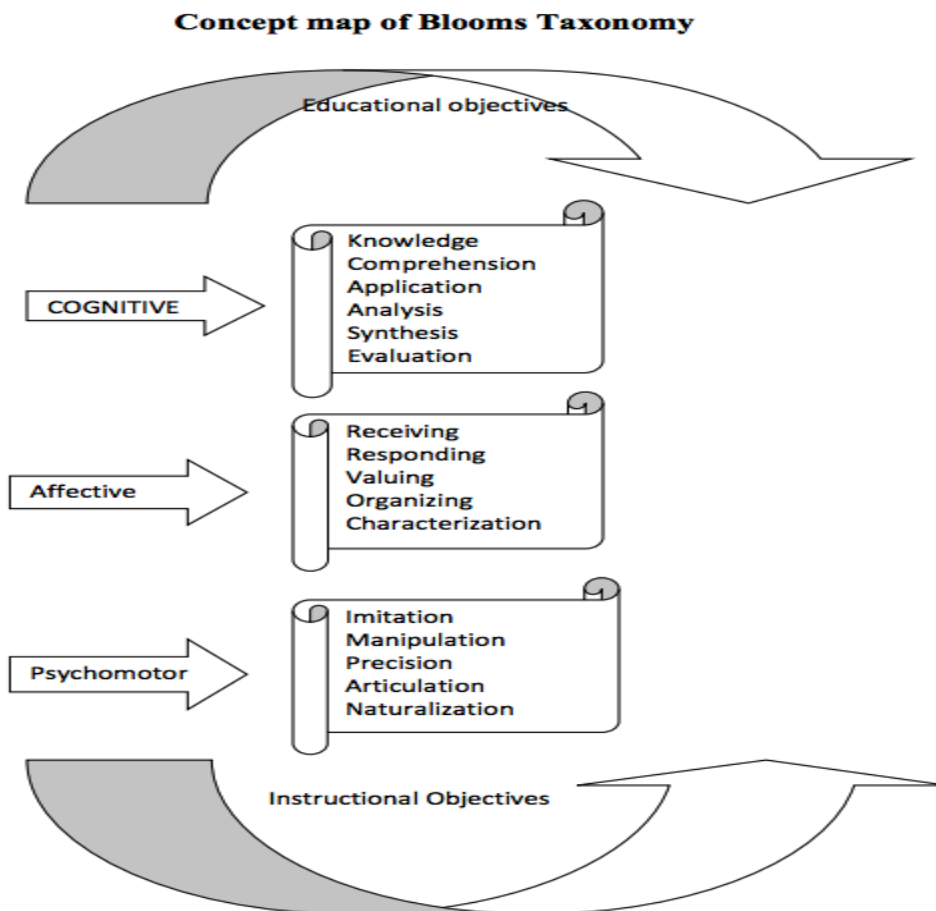 Concept map of Blooms Taxonomy
Educational objectives
COGNITIVE
Knowledge
Comprehension
Application
Analysis
Synthesis
Evaluation
Affective
Receiving
Responding
Valuing
Organizing
Characterization
Psychomotor
Imitation
Manipulation
Precision
Articulation
Naturalization
Instructional Objectives